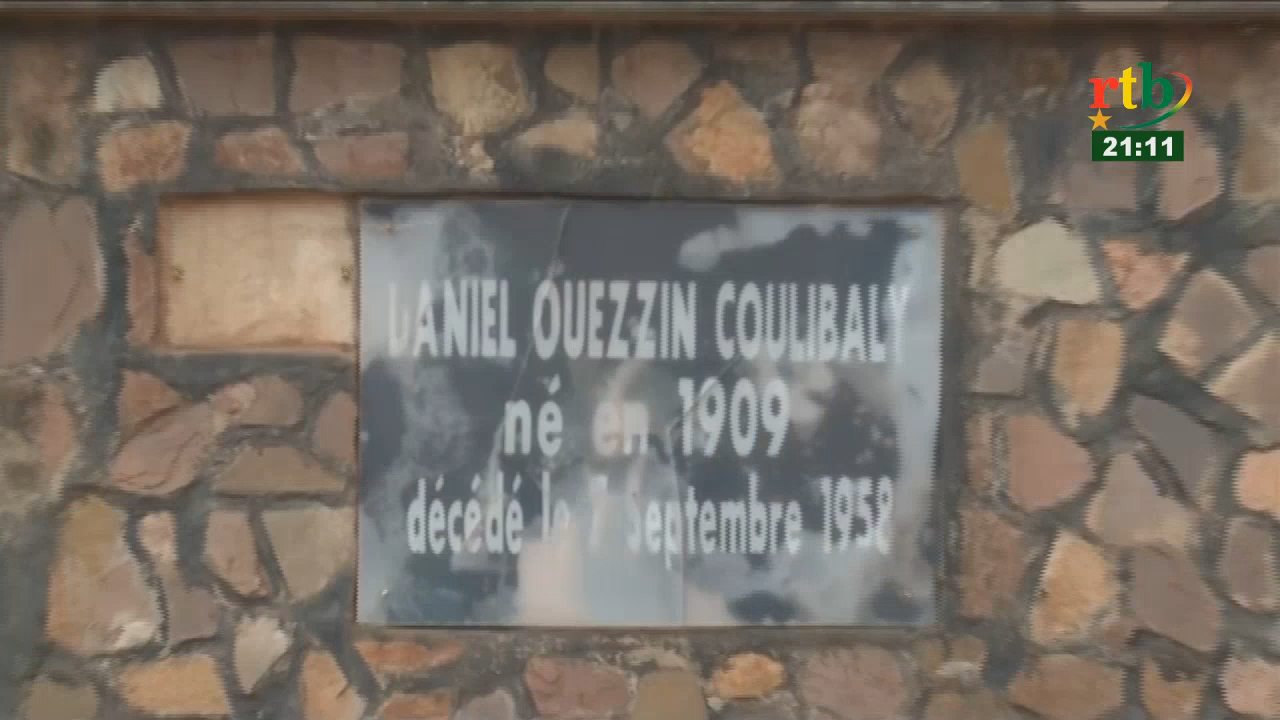 rtb
21:11
DANIEL OUEZZIN COULIBALY
né en 1909
décédé le 7 Septembre 1958